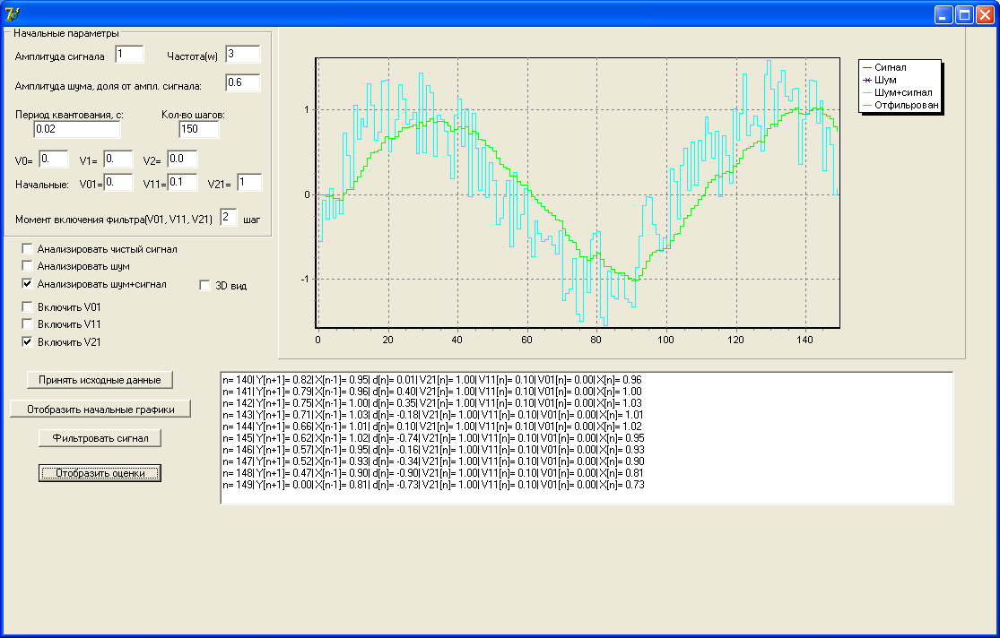 Начальные параметры
Амплитуда сигнала 1 Частота(w) 3
Амплитуда шума, доля от ампл. сигнала: 0.6
Период квантования, с: Кол-во шагов:
0.02 150
V0= 0. V1= 0. V2= 0.0
Начальные: V01= 0. V11= 0.1 V21= 1
Момент включения фильтра(V01, V11, V21) 2 шаг
Анализировать чистый сигнал
Анализировать шум
Анализировать шум+сигнал 3D вид
Включить V01
Включить V11
Включить V21
Принять исходные данные
Отобразить начальные графики
Фильтровать сигнал
Отобразить оценки
1
0
-1
0 20 40 60 80 100 120 140
Сигнал
Шум
Шум+сигнал
Отфильрован
n= 140| Y[n+1]= 0.82| X[n-1]= 0.95| d[n]= 0.01| V21[n]= 1.00| V11[n]= 0.10| V01[n]= 0.00| X[n]= 0.96
n= 141| Y[n+1]= 0.79| X[n-1]= 0.96| d[n]= 0.40| V21[n]= 1.00| V11[n]= 0.10| V01[n]= 0.00| X[n]= 1.00
n= 142| Y[n+1]= 0.75| X[n-1]= 1.00| d[n]= 0.35| V21[n]= 1.00| V11[n]= 0.10| V01[n]= 0.00| X[n]= 1.03
n= 143| Y[n+1]= 0.71| X[n-1]= 1.03| d[n]= -0.18| V21[n]= 1.00| V11[n]= 0.10| V01[n]= 0.00| X[n]= 1.01
n= 144| Y[n+1]= 0.66| X[n-1]= 1.01| d[n]= 0.10| V21[n]= 1.00| V11[n]= 0.10| V01[n]= 0.00| X[n]= 1.02
n= 145| Y[n+1]= 0.62| X[n-1]= 1.02| d[n]= -0.74| V21[n]= 1.00| V11[n]= 0.10| V01[n]= 0.00| X[n]= 0.95
n= 146| Y[n+1]= 0.57| X[n-1]= 0.95| d[n]= -0.16| V21[n]= 1.00| V11[n]= 0.10| V01[n]= 0.00| X[n]= 0.93
n= 147| Y[n+1]= 0.52| X[n-1]= 0.93| d[n]= -0.34| V21[n]= 1.00| V11[n]= 0.10| V01[n]= 0.00| X[n]= 0.90
n= 148| Y[n+1]= 0.47| X[n-1]= 0.90| d[n]= -0.90| V21[n]= 1.00| V11[n]= 0.10| V01[n]= 0.00| X[n]= 0.81
n= 149| Y[n+1]= 0.00| X[n-1]= 0.81| d[n]= -0.73| V21[n]= 1.00| V11[n]= 0.10| V01[n]= 0.00| X[n]= 0.73